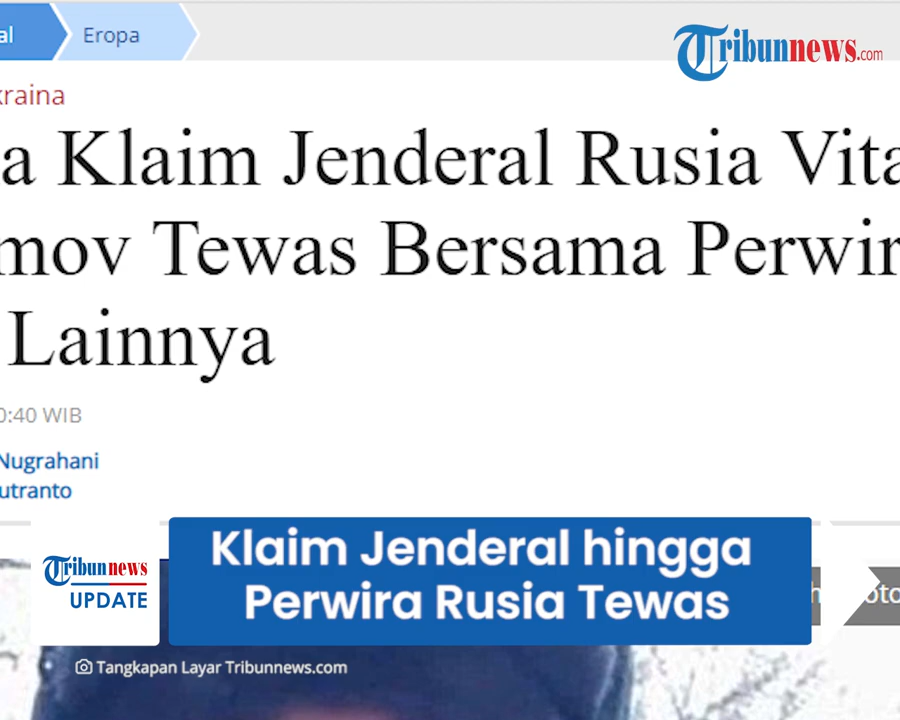 al
Eropa
Tribunnews.com
kraina
a Klaim Jenderal Rusia Vita
mov Tewas Bersama Perwir
Lainnya
0:40 WIB
Nugrahani
utranto
Tribunnews
UPDATE
Klaim Jenderal hingga
Perwira Rusia Tewas
h
oto
Tangkapan Layar Tribunnews.com